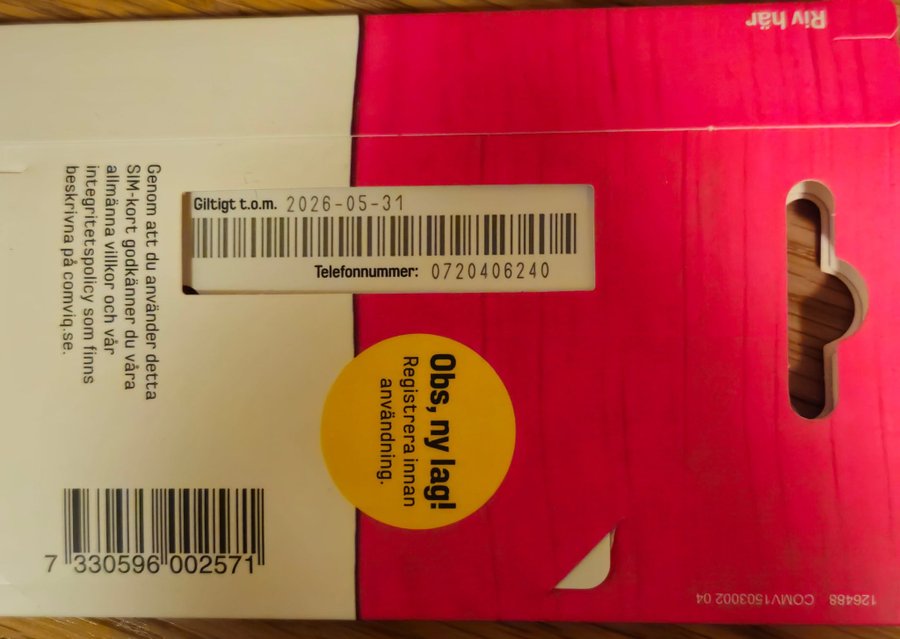 Riv här
Giltigt t.o.m. 2026-05-31
Telefonnummer: 0720406240
Genom att du använder detta
SIM-kort godkänner du våra
allmänna villkor och vår
integritetspolicy som finns
beskrivna på comviq.se.
Obs, ny lag!
Registrera innan
användning.
7 330596 002571
126488 COMV1503002 04